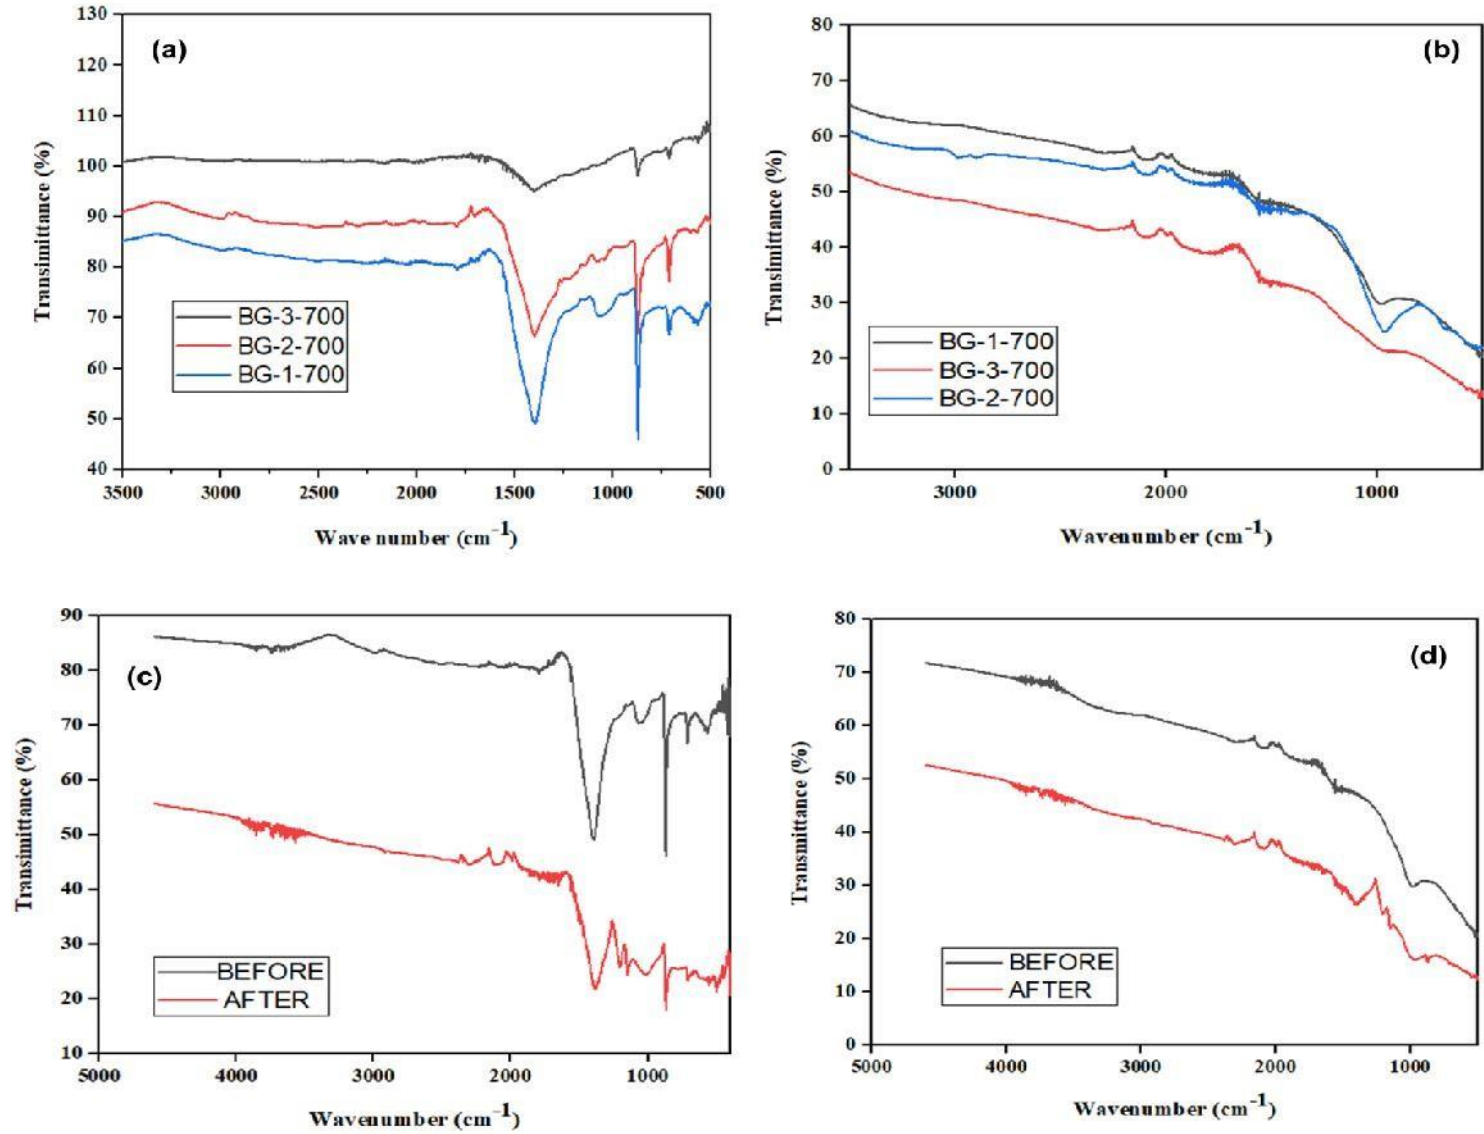 (a)
130
120
110
100
90
80
70
60
50
40
Transimittance (%)
BG-3-700
BG-2-700
BG-1-700
3500 3000 2500 2000 1500 1000 500
Wave number (cm-1)
(b)
80
70
60
50
40
30
20
10
0
Transimittance (%)
BG-1-700
BG-3-700
BG-2-700
3000 2000 1000
Wavenumber (cm-1)
(c)
90
80
70
60
50
40
30
20
10
Transimittance (%)
BEFORE
AFTER
5000 4000 3000 2000 1000
Wavenumber (cm-1)
(d)
80
70
60
50
40
30
20
10
0
Transmittance (%)
BEFORE
AFTER
5000 4000 3000 2000 1000
Wavenumber (cm-1)